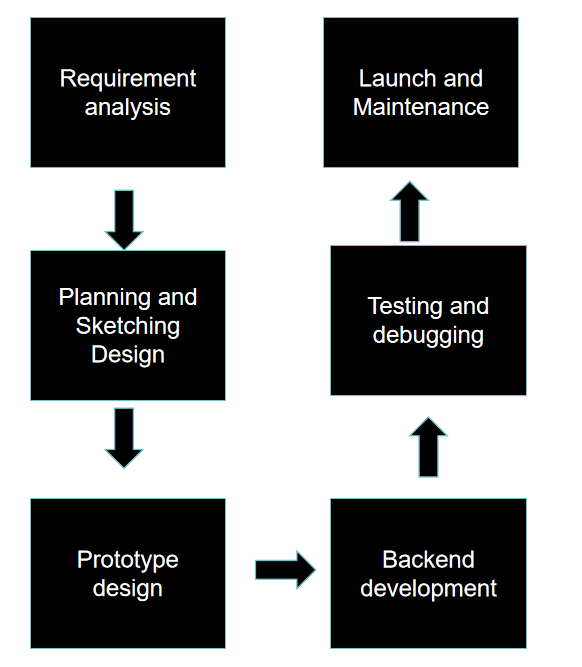 Requirement
analysis
Planning and
Sketching
Design
Prototype
design
Backend
development
Testing and
debugging
Launch and
Maintenance